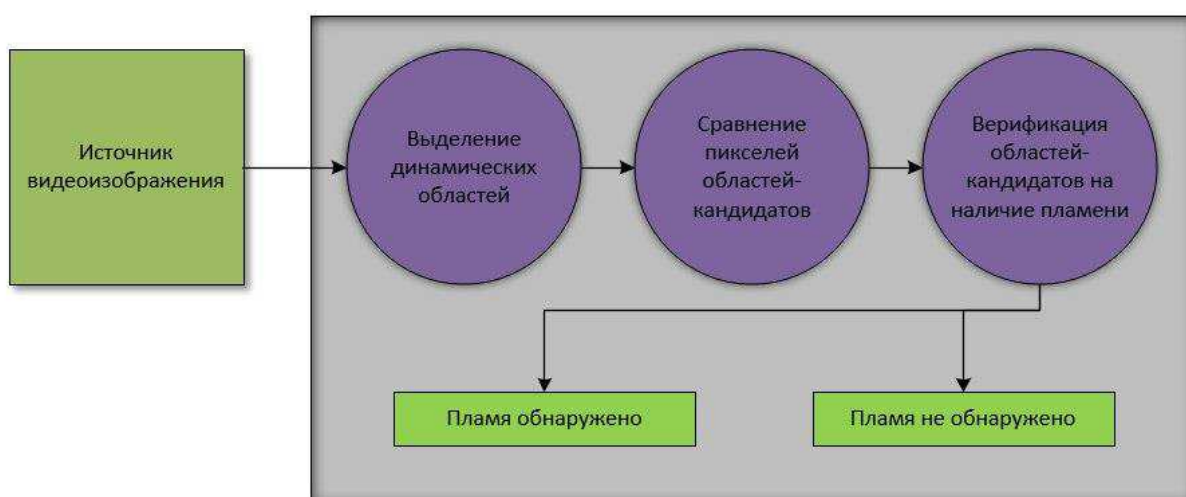 Источник
видеоизображения
Выделение
динамических
областей
Сравнение
пикселей
областей-
кандидатов
Верификация
областей-
кандидатов на
наличие пламени
Пламя обнаружено
Пламя не обнаружено